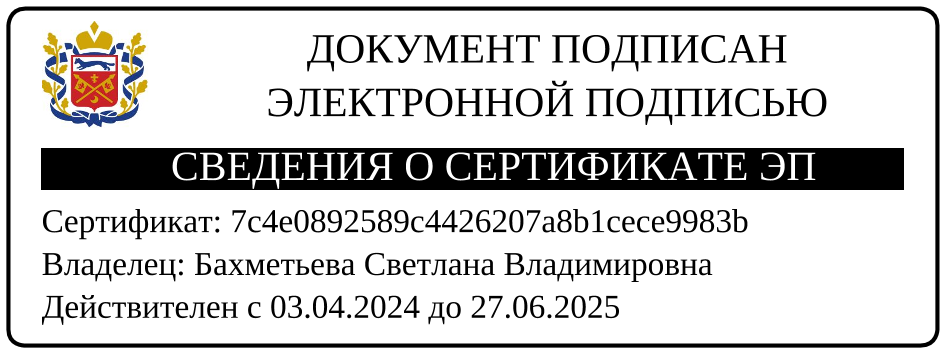 ДОКУМЕНТ ПОДПИСАН
ЭЛЕКТРОННОЙ ПОДПИСЬЮ
СВЕДЕНИЯ О СЕРТИФИКАТЕ ЭП
Сертификат: 7c4e0892589c4426207a8b1cece9983b
Владелец: Бахметьева Светлана Владимировна
Действителен с 03.04.2024 до 27.06.2025